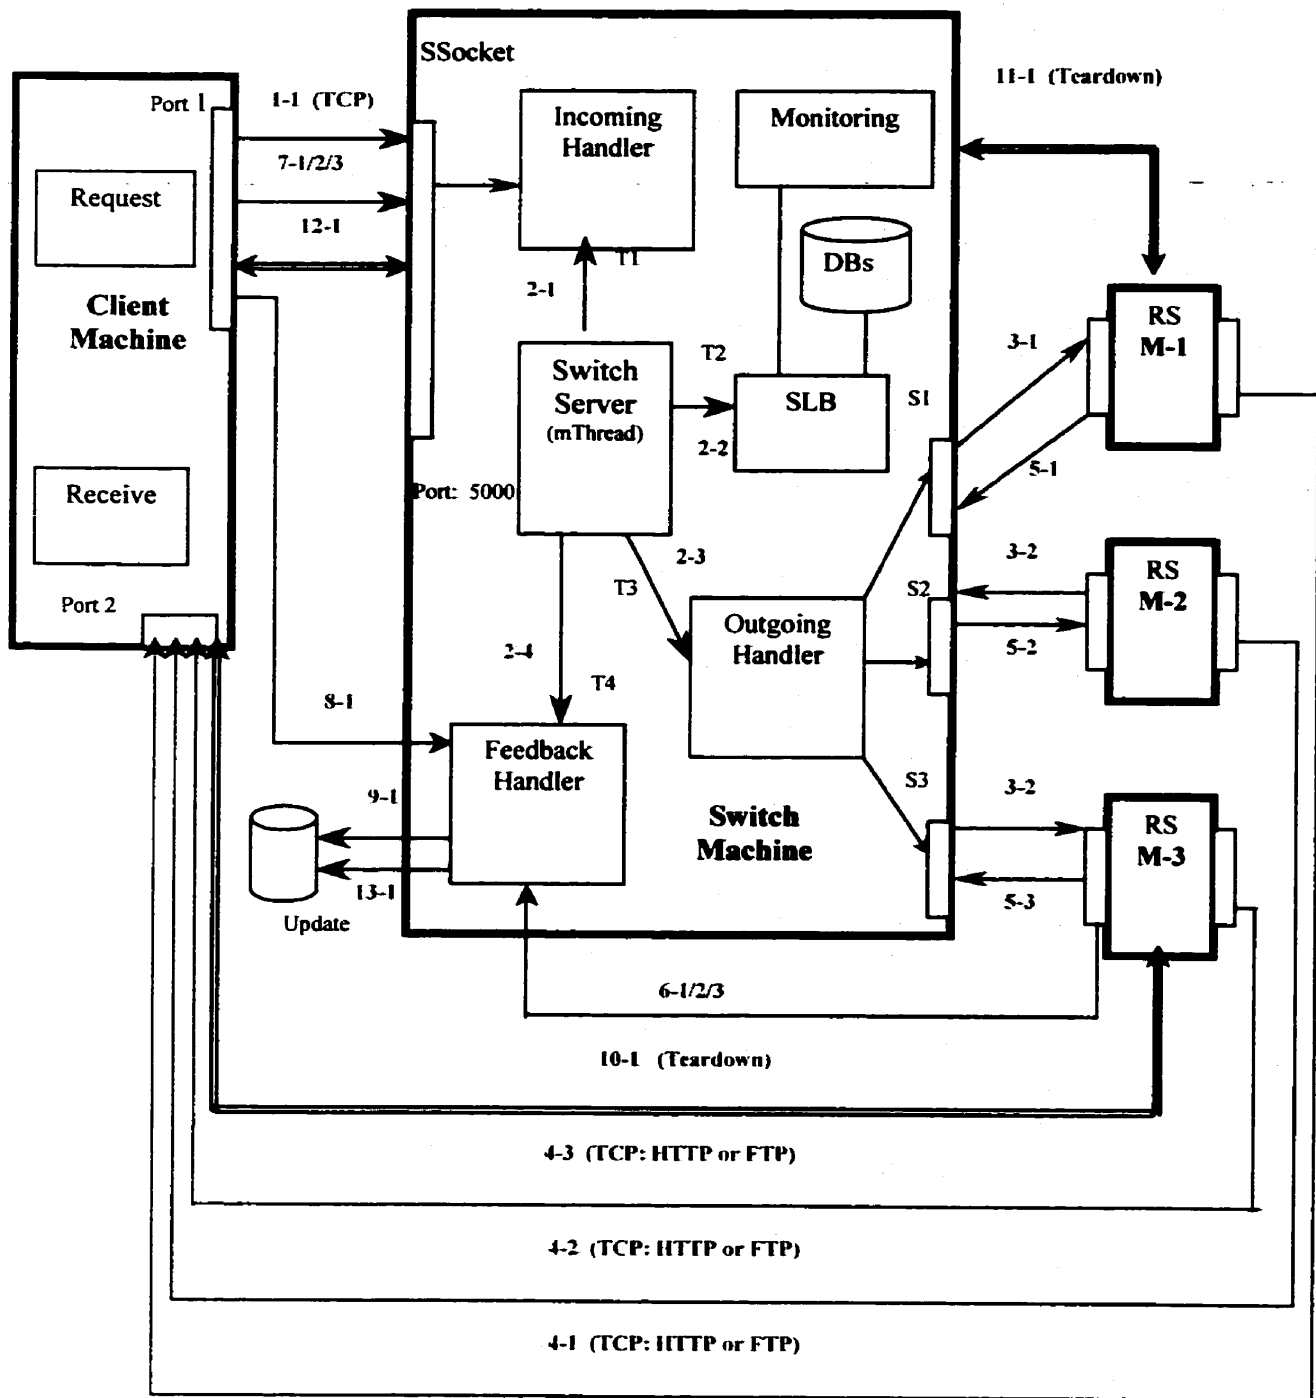 SSocket
11-1 (Teardown)
Port 1
1-1 (TCP)
Incoming
Handler
Monitoring
7-1/2/3
Request
12-1
T1
DBs
2-1
Client
Machine
RS
M-1
3-1
T2
Switch
Server
(mThread)
SLB
S1
2-2
5-1
Receive
Port: 5000
2-3
3-2
RS
M-2
T3
S2
Port 2
Outgoing
Handler
5-2
2-4
T4
8-1
Feedback
Handler
S3
3-2
9-1
Switch
Machine
RS
M-3
13-1
5-3
Update
6-1/2/3
10-1 (Teardown)
4-3 (TCP: HTTP or FTP)
4-2 (TCP: HTTP or FTP)
4-1 (TCP: HTTP or FTP)